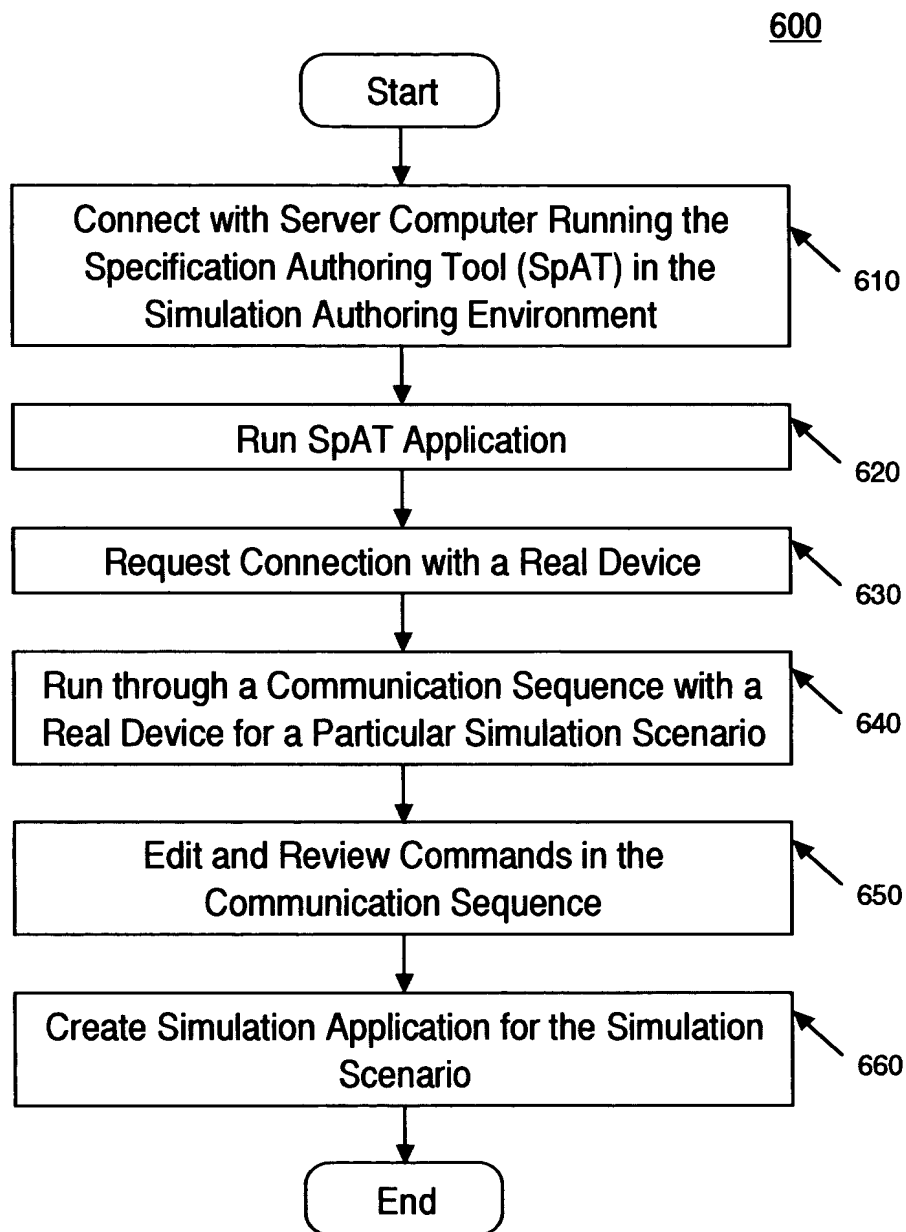 600
Start
Connect with Server Computer Running the
Specification Authoring Tool (SpAT) in the
Simulation Authoring Environment
610
Run SpAT Application
620
Request Connection with a Real Device
630
Run through a Communication Sequence with a
Real Device for a Particular Simulation Scenario
640
Edit and Review Commands in the
Communication Sequence
650
Create Simulation Application for the Simulation
Scenario
660
End